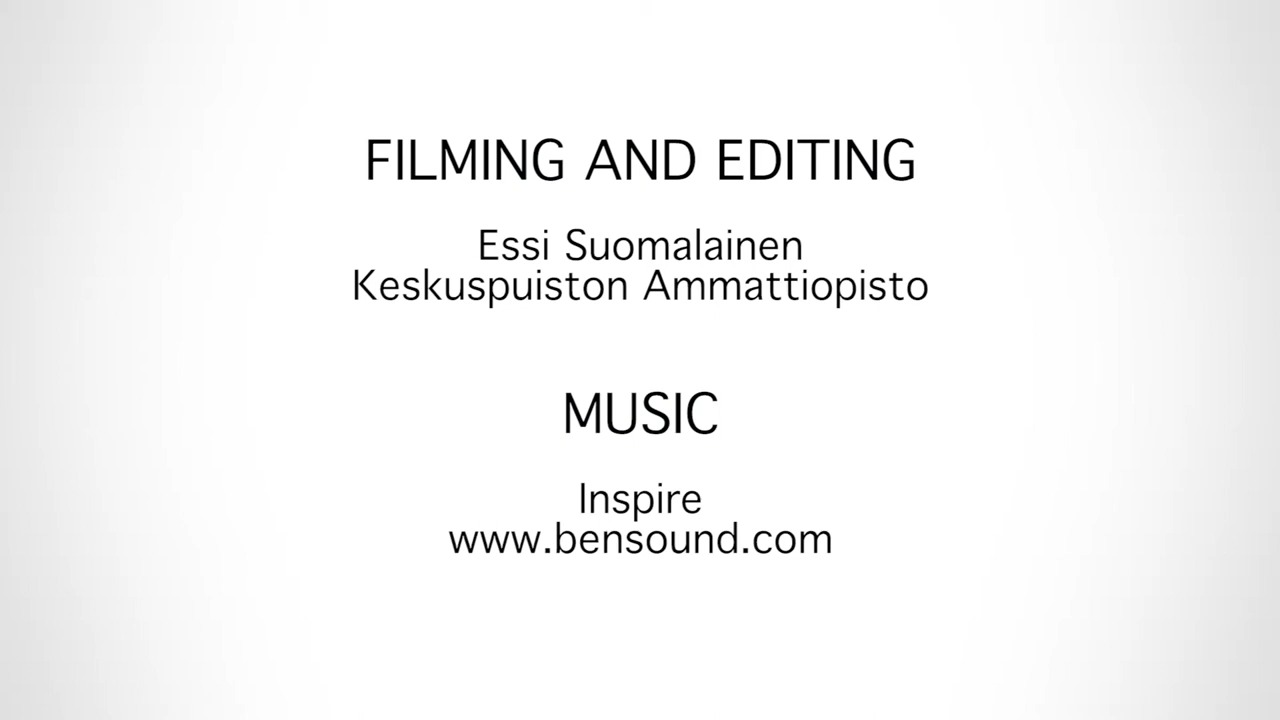 FILMING AND EDITING
Essi Suomalainen
Keskuspuiston Ammattiopisto
MUSIC
Inspire
www.bensound.com